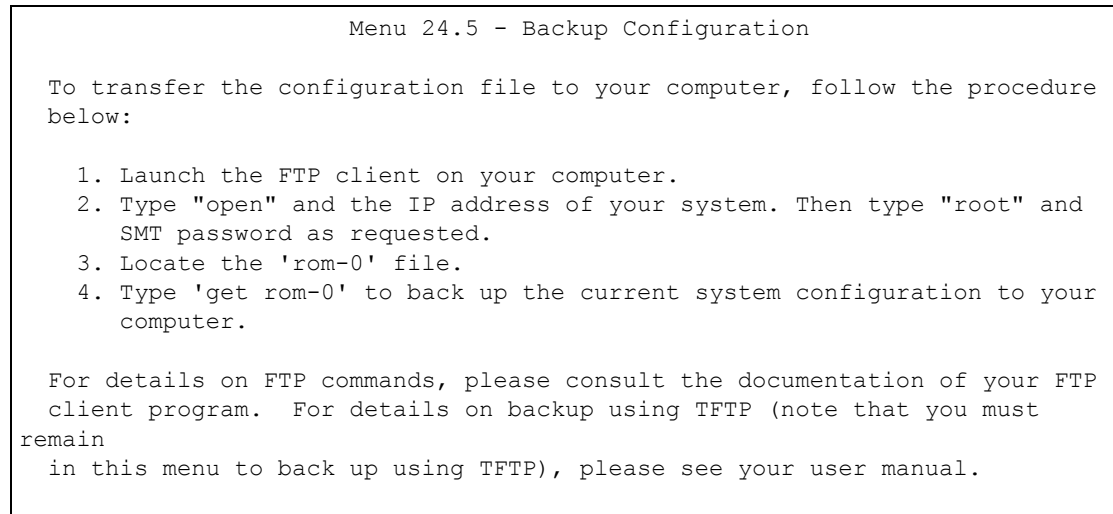 Menu 24.5 - Backup Configuration
To transfer the configuration file to your computer, follow the procedure
below:
1. Launch the FTP client on your computer.
2. Type "open" and the IP address of your system. Then type "root" and
SMT password as requested.
3. Locate the 'rom-0' file.
4. Type 'get rom-0' to back up the current system configuration to your
computer.
For details on FTP commands, please consult the documentation of your FTP
client program.  For details on backup using TFTP (note that you must
remain
in this menu to back up using TFTP), please see your user manual.